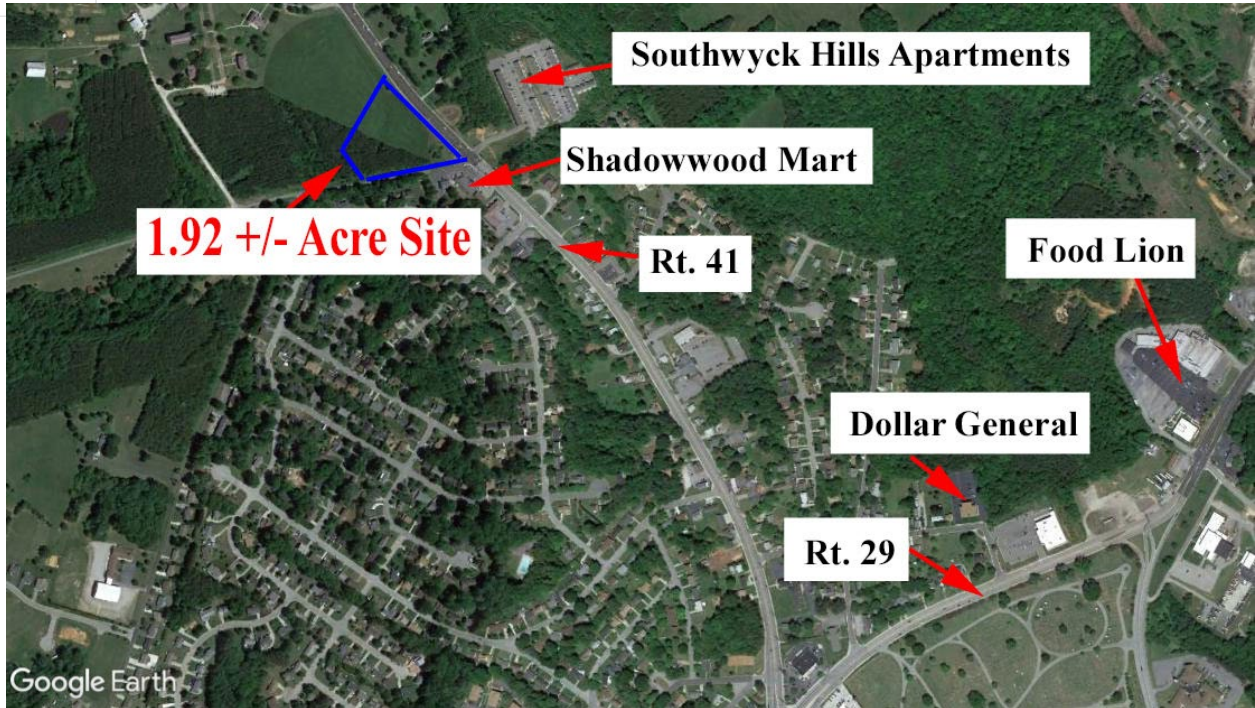 Southwyck Hills Apartments
Shadowwood Mart
1.92 +/- Acre Site
Rt. 41
Food Lion
Dollar General
Rt. 29
Google Earth